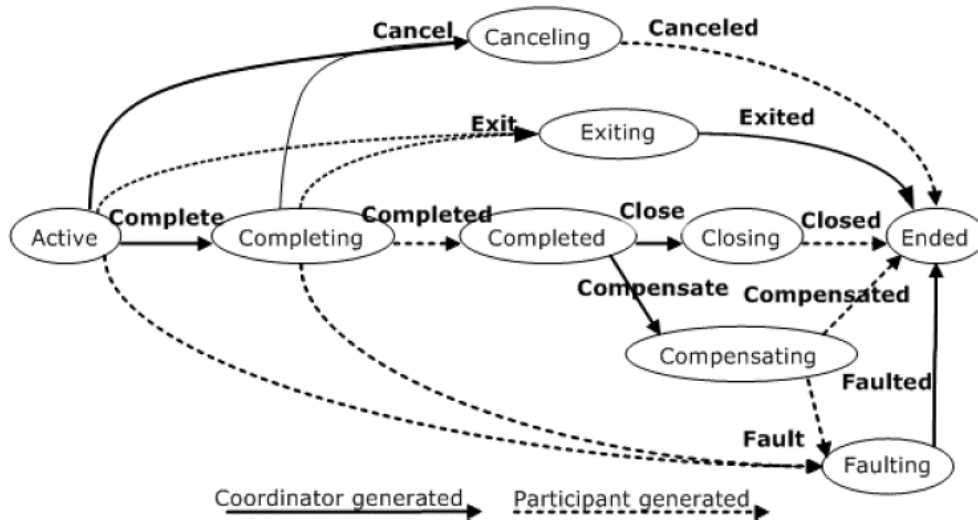 Cancel
Canceling
Canceled
Exit
Exiting
Exited
Active
Complete
Completing
Completed
Completed
Close
Closing
Closed
Ended
Compensate
Compensated
Compensating
Faulted
Fault
Faulting
Coordinator generated
Participant generated